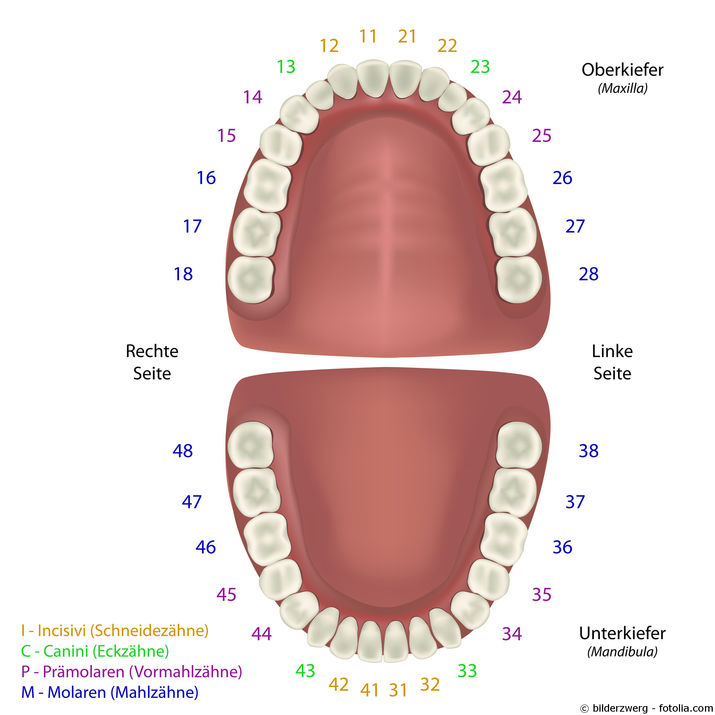 11 21
12 22
13 23
14 24
15 25
16 26
17 27
18 28
Oberkiefer
(Maxilla)
Rechte
Seite
Linke
Seite
48 38
47 37
46 36
45 35
44 34
43 33
42 32
41 31
Unterkiefer
(Mandibula)
I - Incisivi (Schneidezähne)
C - Canini (Eckzähne)
P - Prämolaren (Vormahlzähne)
M - Molaren (Mahlzähne)
© bilderzwerg - fotolia.com